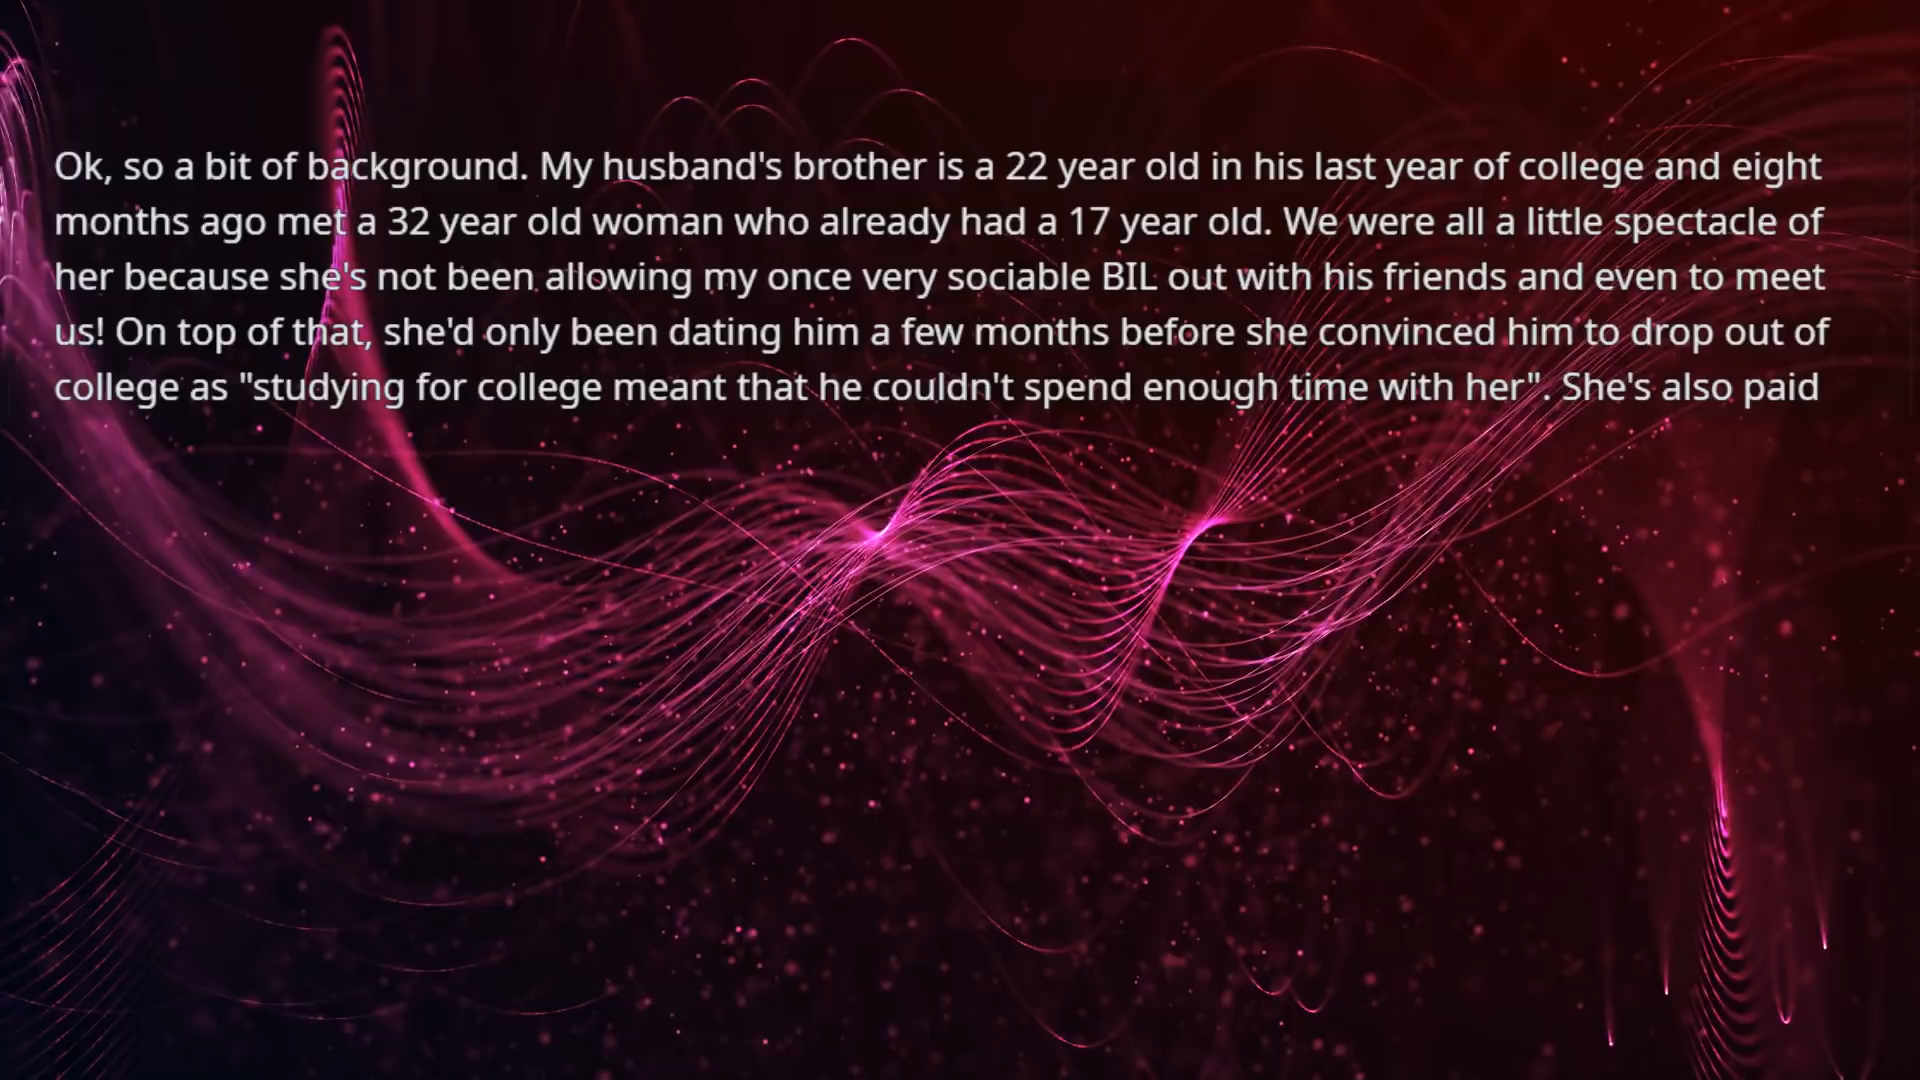 Ok, so a bit of background. My husband's brother is a 22 year old in his last year of college and eight
months ago met a 32 year old woman who already had a 17 year old. We were all a little spectacle of
her because she's not been allowing my once very sociable BIL out with his friends and even to meet
us! On top of that, she'd only been dating him a few months before she convinced him to drop out of
college as "studying for college meant that he couldn't spend enough time with her". She's also paid